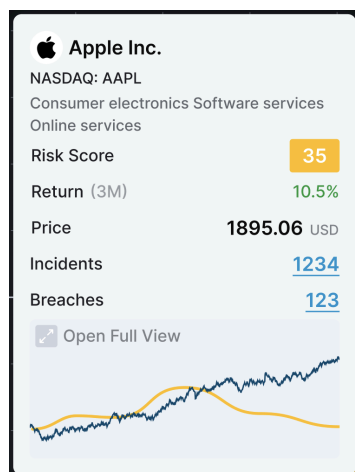 Apple Inc.
NASDAQ: AAPL
Consumer electronics Software services
Online services
Risk Score 35
Return (3M) 10.5%
Price 1895.06 USD
Incidents 1234
Breaches 123
Open Full View